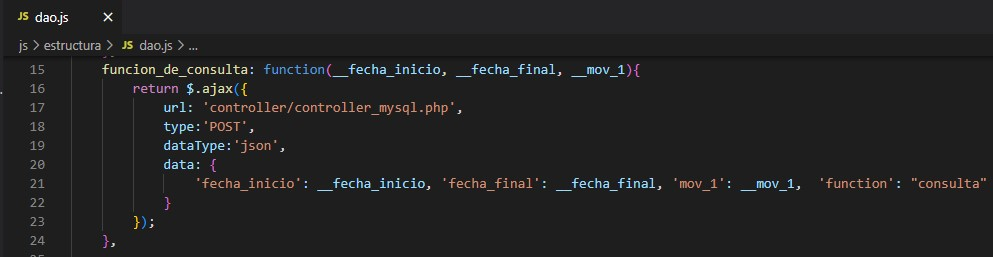 JS dao.js ×
js > estructura > JS dao.js > ...
15 funcion_de_consulta: function(__fecha_inicio, __fecha_final, __mov_1){
16 return $.ajax({
17 url: 'controller/controller_mysql.php',
18 type:'POST',
19 dataType:'json',
20 data: {
21 'fecha_inicio': __fecha_inicio, 'fecha_final': __fecha_final, 'mov_1': __mov_1,  'function': "consulta"
22 }
23 });
24 },